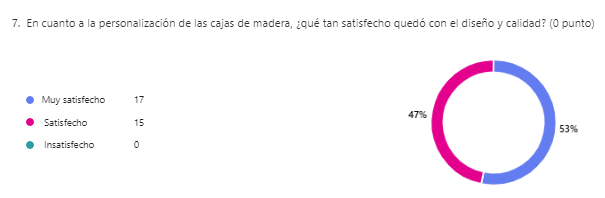 7. En cuanto a la personalización de las cajas de madera, ¿qué tan satisfecho quedó con el diseño y calidad? (0 punto)
Muy satisfecho 17
Satisfecho 15
Insatisfecho 0
47%
53%